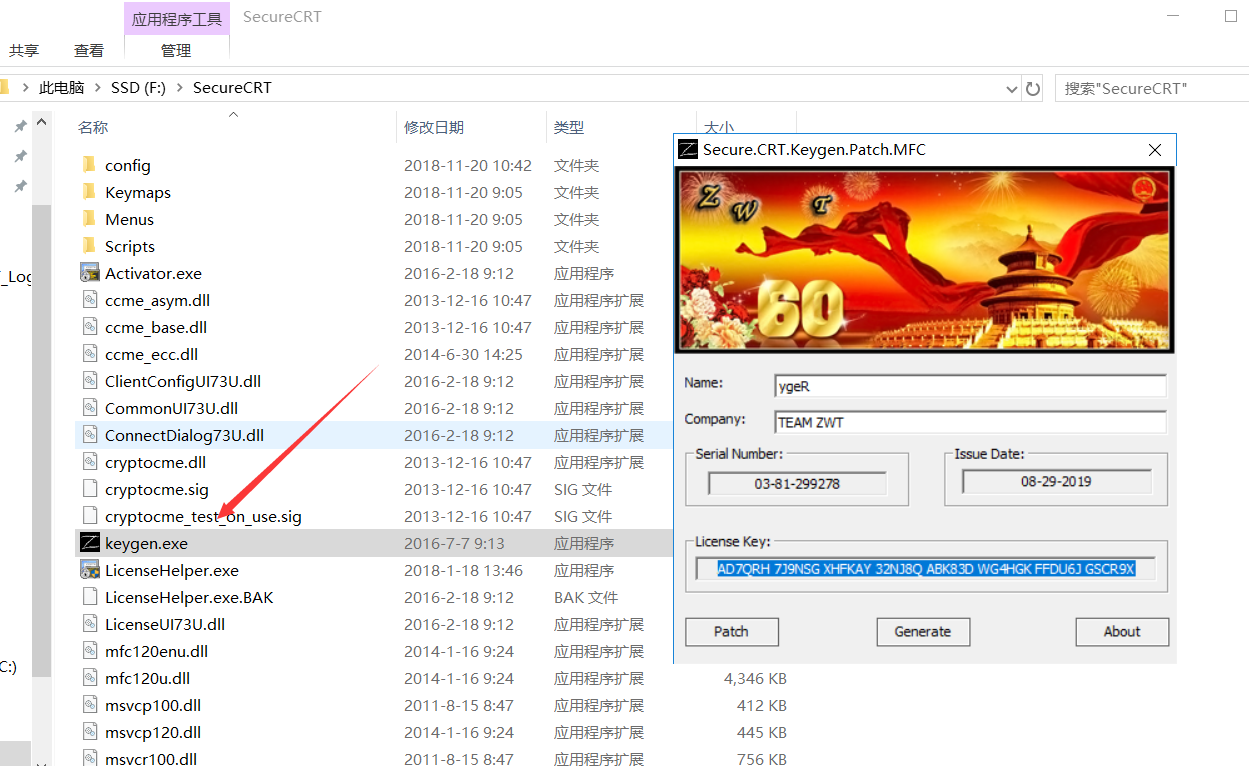 应用程序工具 SecureCRT
共享 查看 管理
此电脑 > SSD (F:) > SecureCRT 搜索"SecureCRT"
名称 修改日期 类型 大小
config 2018-11-20 10:42 文件夹
Keymaps 2018-11-20 9:05 文件夹
Menus 2018-11-20 9:05 文件夹
Scripts 2018-11-20 9:05 文件夹
_Log
Activator.exe 2016-2-18 9:12 应用程序
ccme_asym.dll 2013-12-16 10:47 应用程序扩展
ccme_base.dll 2013-12-16 10:47 应用程序扩展
ccme_ecc.dll 2014-6-30 14:25 应用程序扩展
ClientConfigUI73U.dll 2016-2-18 9:12 应用程序扩展
CommonUI73U.dll 2016-2-18 9:12 应用程序扩展
ConnectDialog73U.dll 2016-2-18 9:12 应用程序扩展
cryptocme.dll 2013-12-16 10:47 应用程序扩展
cryptocme.sig 2013-12-16 10:47 SIG 文件
cryptocme_test_on_use.sig 2013-12-16 10:47 SIG 文件
keygen.exe 2016-7-7 9:13 应用程序
LicenseHelper.exe 2018-1-18 13:46 应用程序
LicenseHelper.exe.BAK 2016-2-18 9:12 BAK 文件
LicenseUI73U.dll 2016-2-18 9:12 应用程序扩展
mfc120enu.dll 2014-1-16 9:24 应用程序扩展
C:)
mfc120u.dll 2014-1-16 9:24 应用程序扩展 4,346 KB
msvcp100.dll 2011-8-15 8:47 应用程序扩展 412 KB
msvcp120.dll 2014-1-16 9:24 应用程序扩展 445 KB
msvcr100.dll 2011-8-15 8:47 应用程序扩展 756 KB
Secure.CRT.Keygen.Patch.MFC
Z W T
60
Name: ygeR
Company: TEAM ZWT
Serial Number: Issue Date:
03-81-299278 08-29-2019
License Key:
AD7QRH 7J9NSG XHFKAY 32NJ8Q ABK83D WG4HGK FFDU6J GSCR9X
Patch Generate About